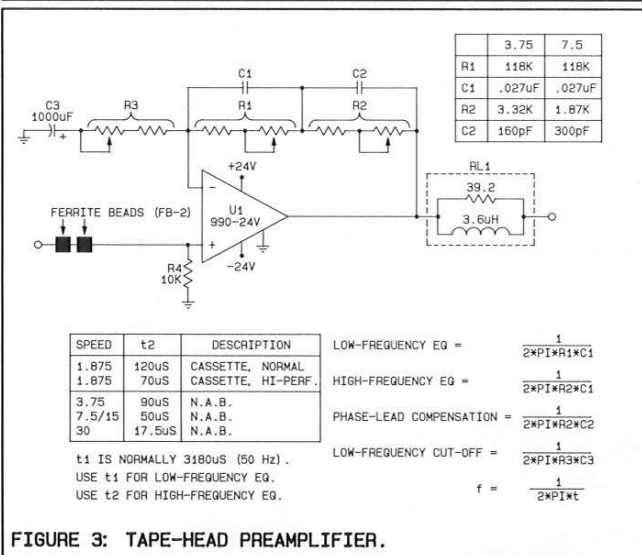 3.75 7.5
R1 118K 118K
C1 .027uF .027uF
R2 3.32K 1.87K
C2 160pF 300pF
C1
C2
C3
1000uF
+
R3
R1
R2
RL1
39.2
3.6uH
+24V
-
U1
990-24V
+
-24V
FERRITE BEADS (FB-2)
R4
10K
SPEED t2 DESCRIPTION
1.875 120uS CASSETTE, NORMAL
1.875 70uS CASSETTE, HI-PERF.
3.75 90uS N.A.B.
7.5/15 50uS N.A.B.
30 17.5uS N.A.B.
t1 IS NORMALLY 3180uS (50 Hz).
USE t1 FOR LOW-FREQUENCY EQ.
USE t2 FOR HIGH-FREQUENCY EQ.
LOW-FREQUENCY EQ = 1
2*PI*R1*C1
HIGH-FREQUENCY EQ = 1
2*PI*R2*C1
PHASE-LEAD COMPENSATION = 1
2*PI*R2*C2
LOW-FREQUENCY CUT-OFF = 1
2*PI*R3*C3
f = 1
2*PI*t
FIGURE 3: TAPE-HEAD PREAMPLIFIER.